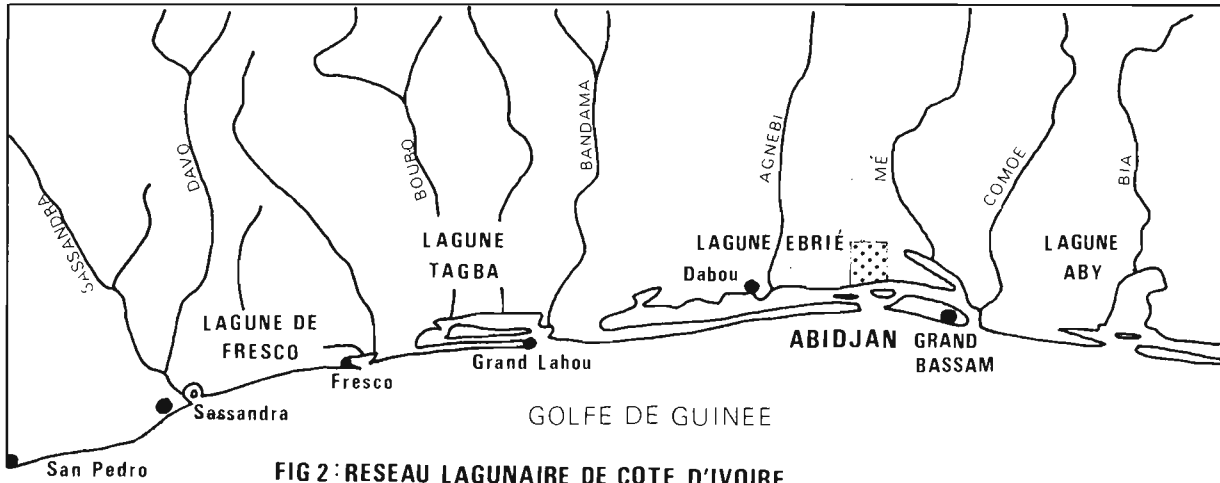 SASSANDRA
DAVO
BOUBO
BANDAMA
AGNEBI
MÉ
COMOE
BIA
LAGUNE DE
FRESCO
LAGUNE
TAGBA
LAGUNE EBRIÉ
LAGUNE
ABY
Dabou
ABIDJAN
GRAND
BASSAM
Grand Lahou
Fresco
Sassandra
San Pedro
GOLFE DE GUINEE
FIG 2 : RESEAU LAGUNAIRE DE COTE D'IVOIRE